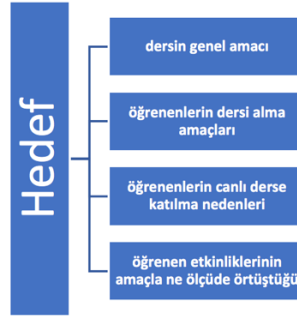 Hedef
dersin genel amacı
öğrenenlerin dersi alma
amaçları
öğrenenlerin canlı derse
katılma nedenleri
öğrenen etkinliklerinin
amaçla ne ölçüde örtüştüğü